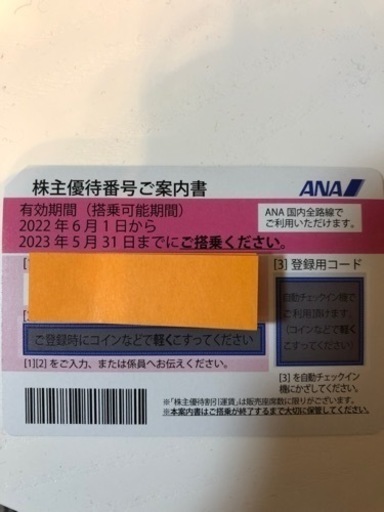 株主優待番号ご案内書
ANA
有効期間（搭乗可能期間）
2022年6月1日から
2023年5月31日までにご搭乗ください。
ANA国内全路線で
ご利用いただけます。
[3] 登録用コード
自動チェックイン機で
ご利用頂けます。
（コインなどで軽く
こすってください）
ご登録時にコインなどで軽くこすってください
[1][2]をご入力、または係員へお伝えください。
[3]を自動チェックイン
機にかざしてください。
※「株主優待割引運賃」は販売座席数に限りがございます。
※本案内書はご搭乗が終了するまで大切に保管してください。